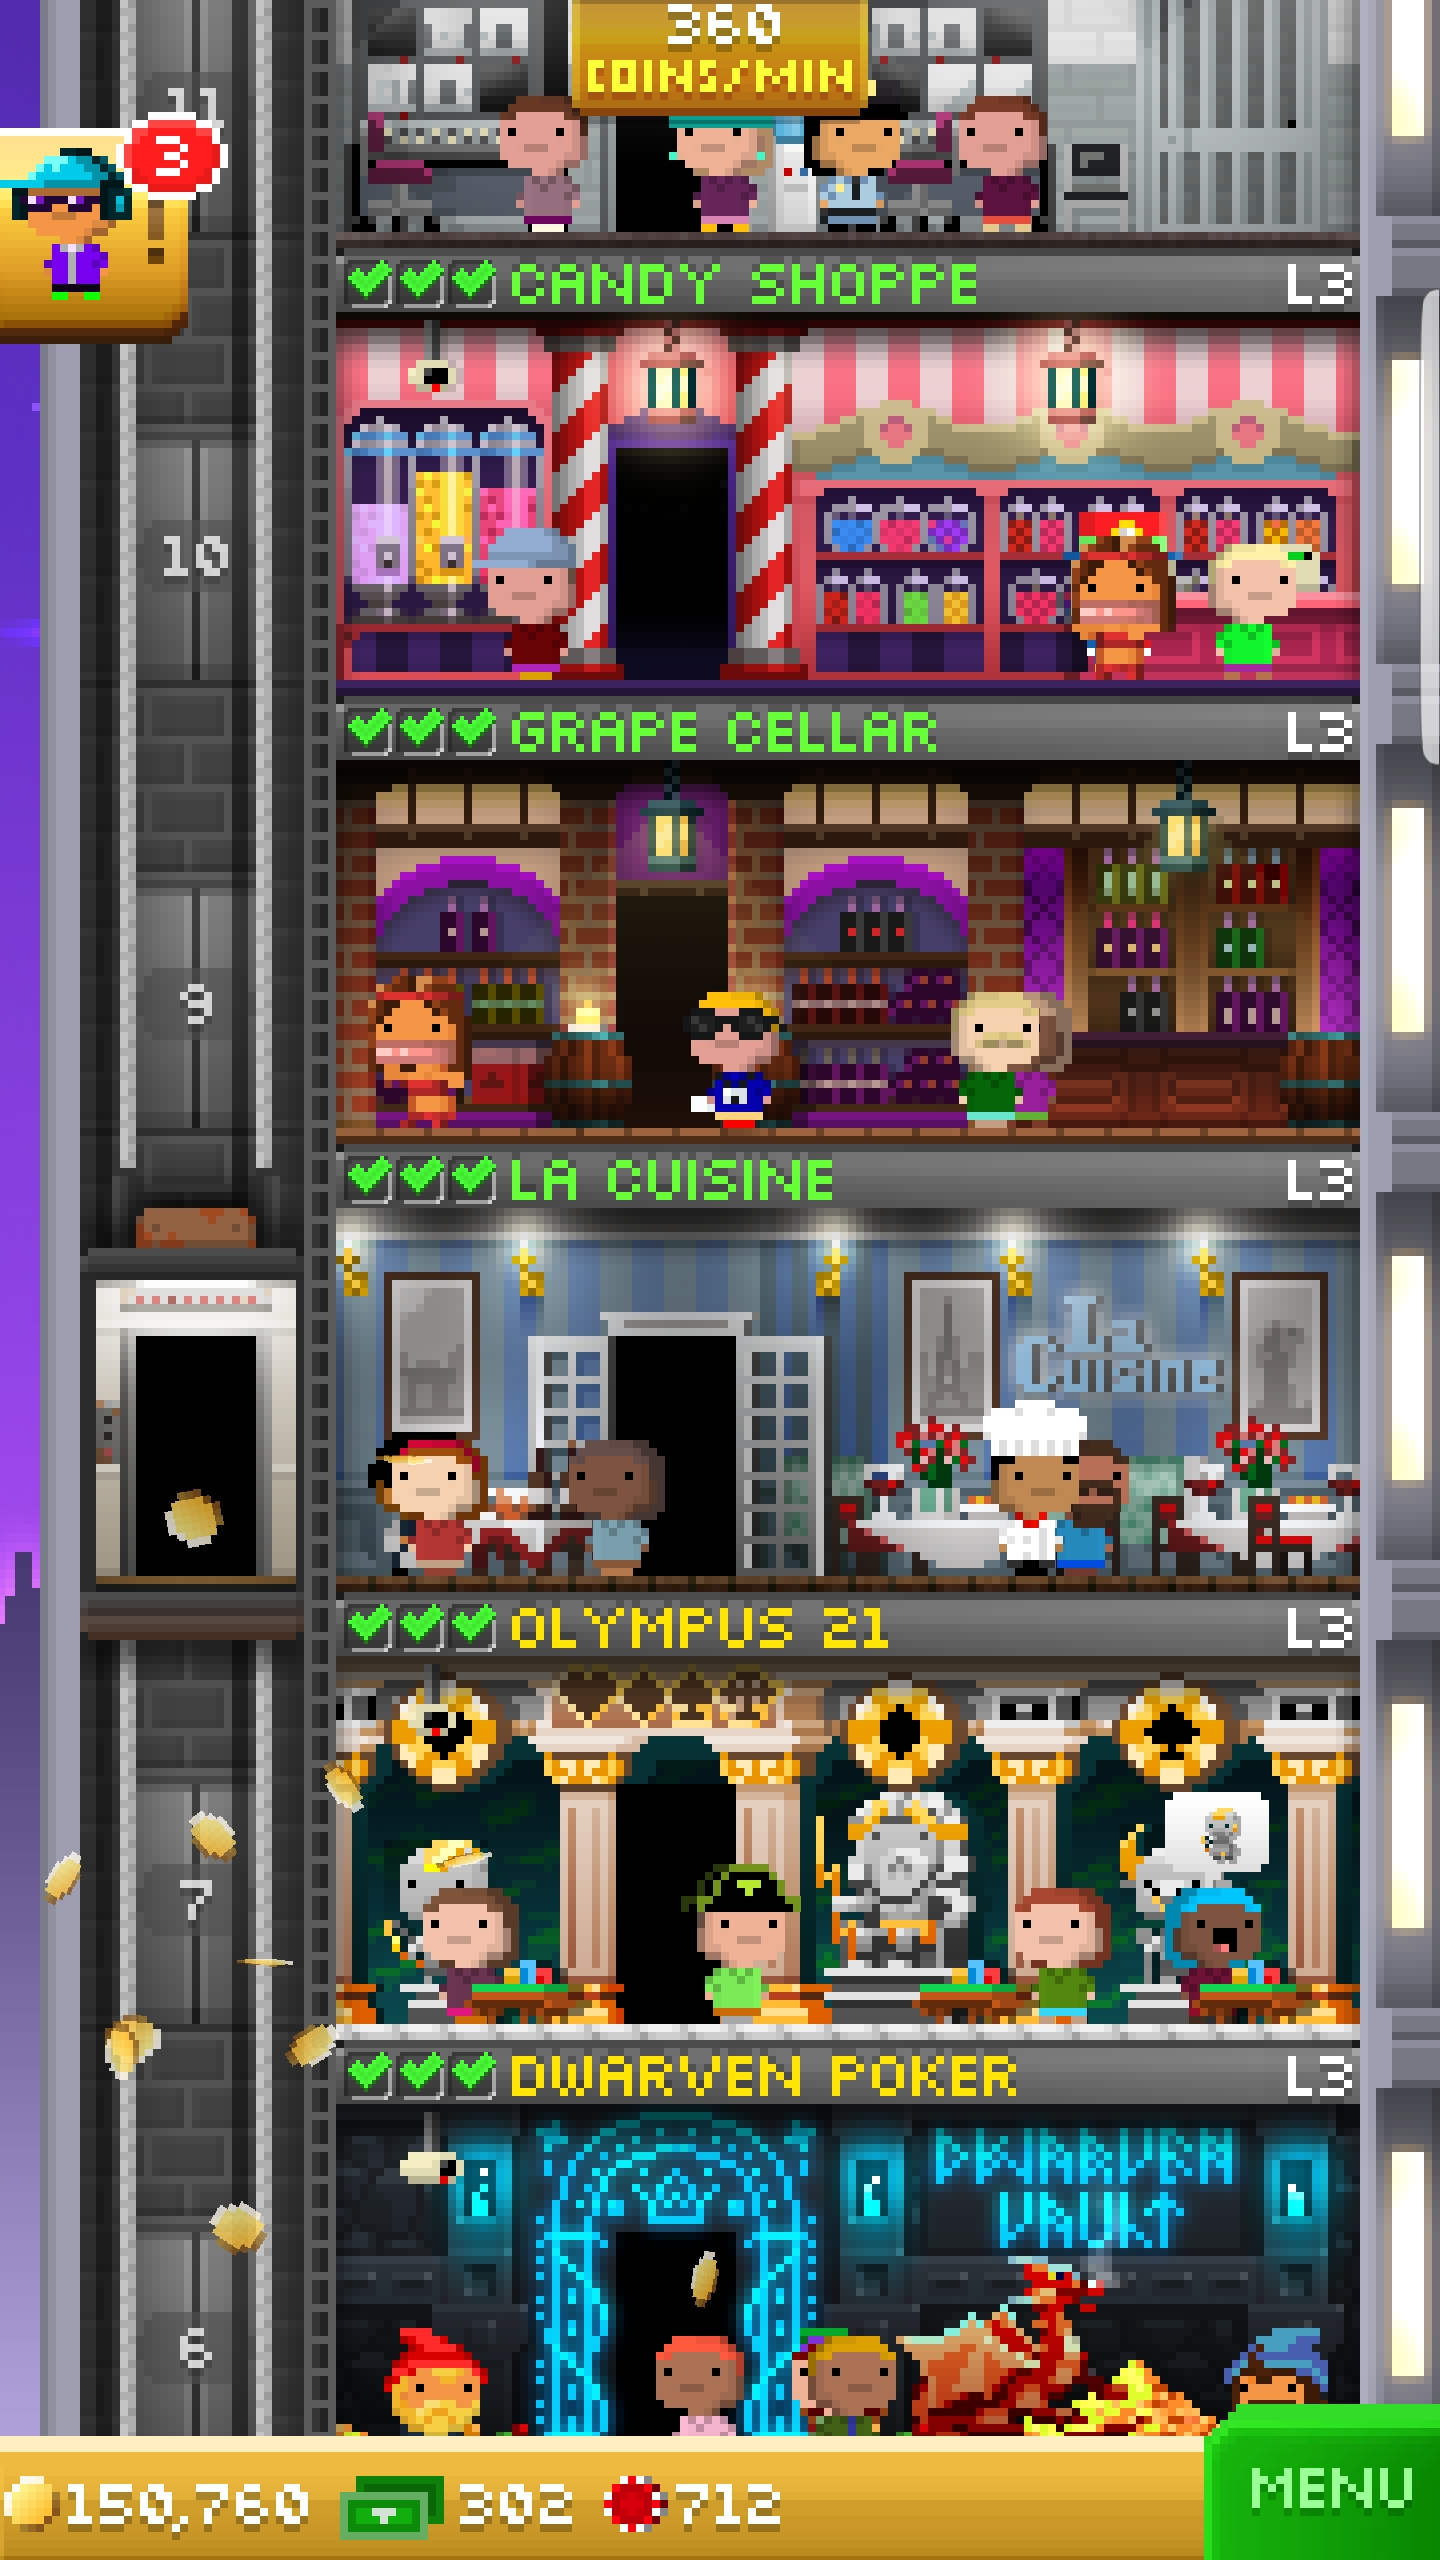 360
COINS/MIN
11
3
!
CANDY SHOPPE L3
10
GRAPE CELLAR L3
9
LA CUISINE L3
La
Cuisine
OLYMPUS 21 L3
7
DWARVEN POKER L3
DWARVEN
VAULT
6
150,760 302 712
MENU